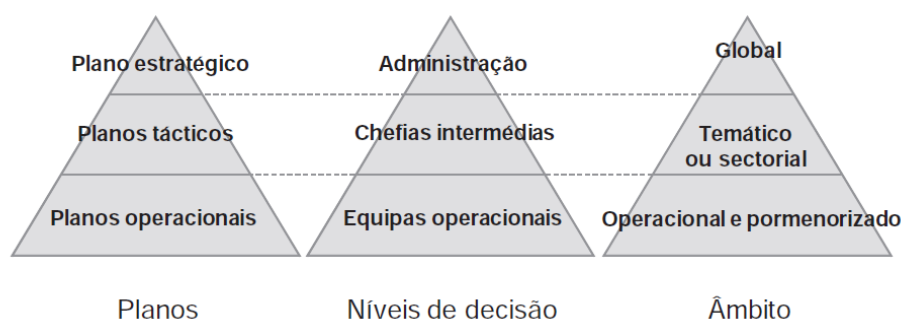 Plano estratégico
Administração
Global
Planos tácticos
Chefias intermédias
Temático
ou sectorial
Planos operacionais
Equipas operacionais
Operacional e pormenorizado
Planos
Níveis de decisão
Âmbito